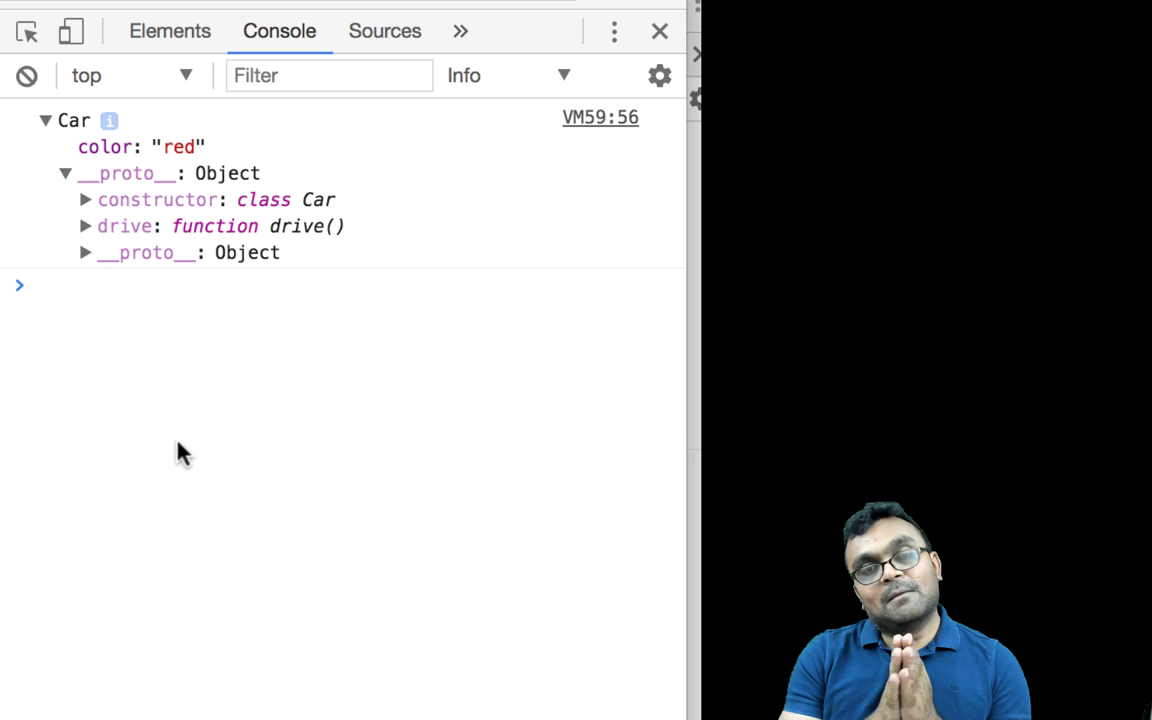 Elements Console Sources »
top Filter Info
Car i VM59:56
color: "red"
__proto__: Object
constructor: class Car
drive: function drive()
__proto__: Object